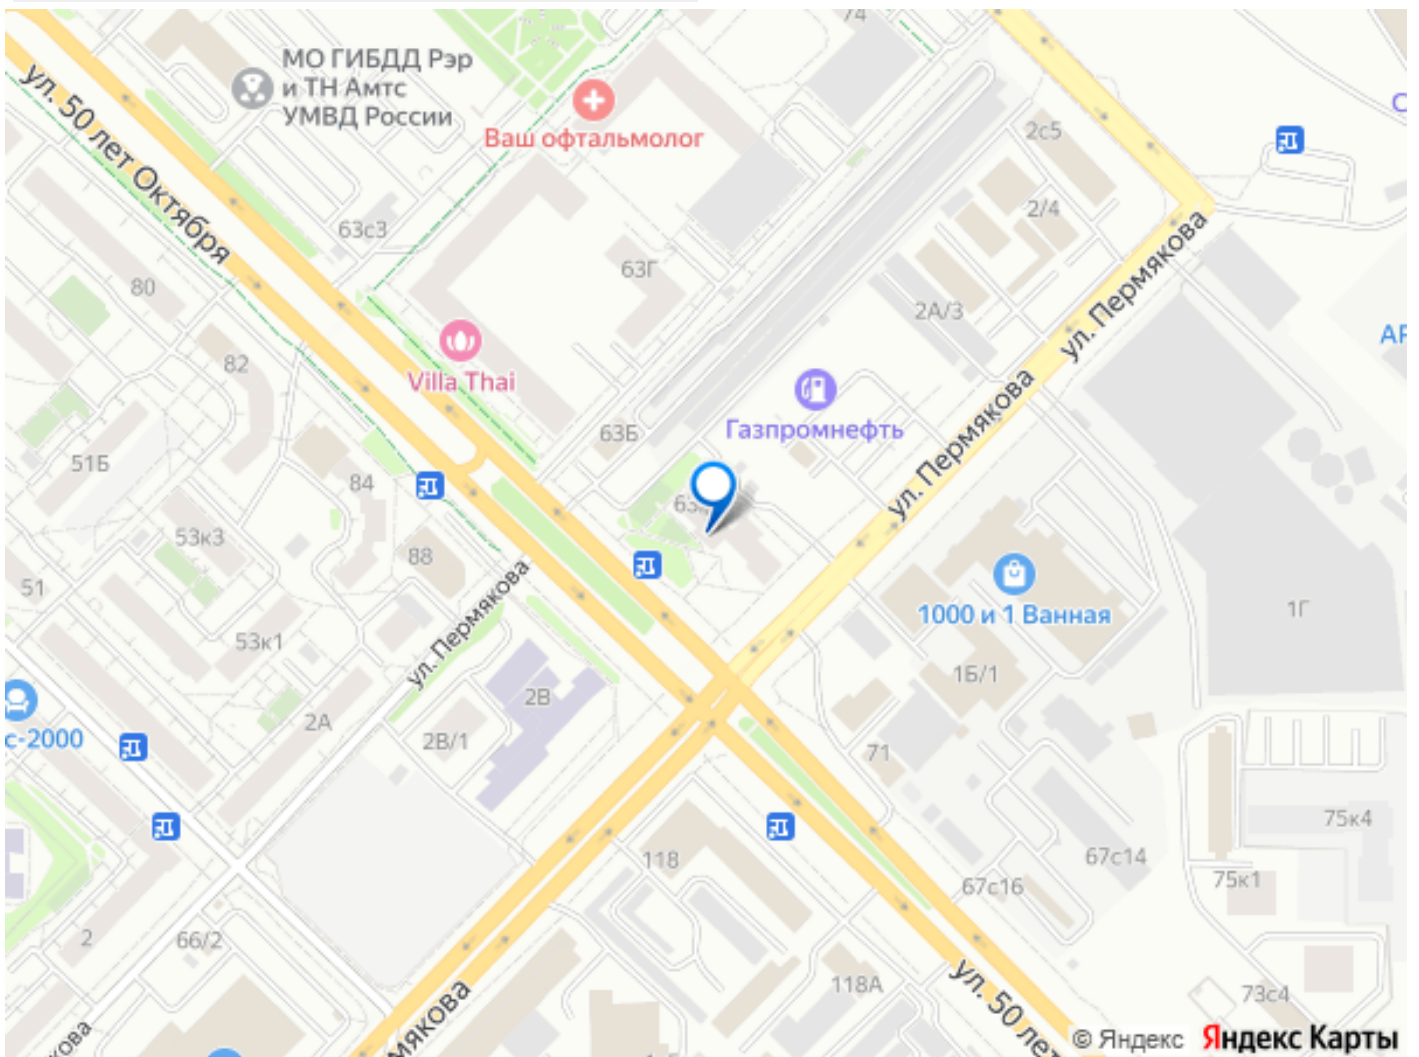 74
МО ГИБДД Рэр
и ТН Амтс
УМВД России
Ваш офтальмолог
2с5
ул. 50 лет Октября
63с3
2/4
63Г
80
2А/3
ул. Пермякова
82
Villa Thai
Газпромнефть
ул. Пермякова
63Б
51Б
84
53к3
88
51
ул. Пермякова
1000 и 1 Ванная
1Г
53к1
2В
1Б/1
2А
с-2000
2В/1
71
75к4
118
67с14
67с16
75к1
2
66/2
118А
ул. 50 лет
73с4
© Яндекс Яндекс Карты